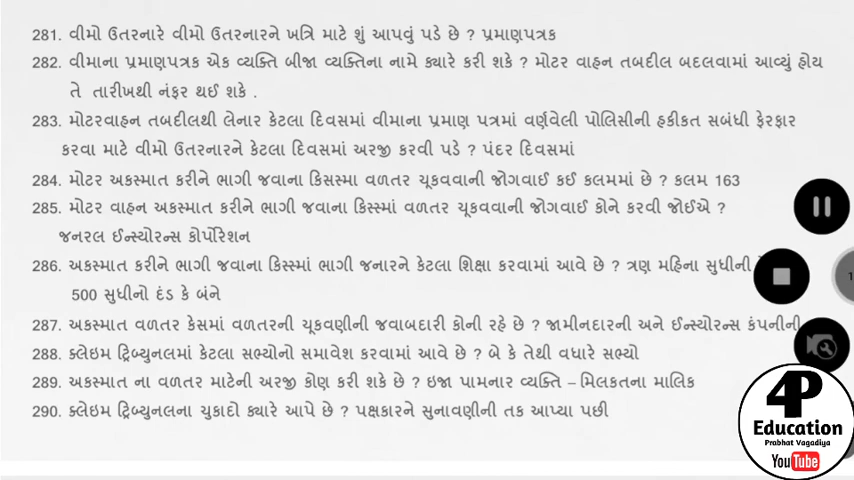 281. વીમો ઉતરનારે વીમો ઉતરનારને ખત્રિ માટે શું આપવું પડે છે ? પ્રમાણપત્રક
282. વીમાના પ્રમાણપત્રક એક વ્યક્તિ બીજા વ્યક્તિના નામે ક્યારે કરી શકે ? મોટર વાહન તબદીલ બદલવામાં આવ્યું હોય
તે તારીખથી નંફર થઈ શકે .
283. મોટરવાહન તબદીલથી લેનાર કેટલા દિવસમાં વીમાના પ્રમાણ પત્રમાં વર્ણવેલી પોલિસીની હકીકત સબંધી ફેરફાર
કરવા માટે વીમો ઉતરનારને કેટલા દિવસમાં અરજી કરવી પડે ? પંદર દિવસમાં
284. મોટર અકસ્માત કરીને ભાગી જવાના કિસસ્મા વળતર ચૂકવવાની જોગવાઈ કઈ કલમમાં છે ? કલમ 163
285. મોટર વાહન અકસ્માત કરીને ભાગી જવાના કિસ્સ્માં વળતર ચૂકવવાની જોગવાઈ કોને કરવી જોઈએ ?
જનરલ ઈન્સ્યોરન્સ કોર્પોરેશન
286. અકસ્માત કરીને ભાગી જવાના કિસ્સ્માં ભાગી જનારને કેટલા શિક્ષા કરવામાં આવે છે ? ત્રણ મહિના સુધીની
500 સુધીનો દંડ કે બંને
287. અકસ્માત વળતર કેસમાં વળતરની ચૂકવણીની જવાબદારી કોની રહે છે ? જામીનદારની અને ઈન્સ્યોરન્સ કંપનીની
288. ક્લેઇમ ટ્રિબ્યુનલમાં કેટલા સભ્યોનો સમાવેશ કરવામાં આવે છે ? બે કે તેથી વધારે સભ્યો
289. અકસ્માત ના વળતર માટેની અરજી કોણ કરી શકે છે ? ઇજા પામનાર વ્યક્તિ – મિલકતના માલિક
290. ક્લેઇમ ટ્રિબ્યુનલના ચુકાદો ક્યારે આપે છે ? પક્ષકારને સુનાવણીની તક આપ્યા પછી
4P
Education
Prabhat Vagadiya
YouTube